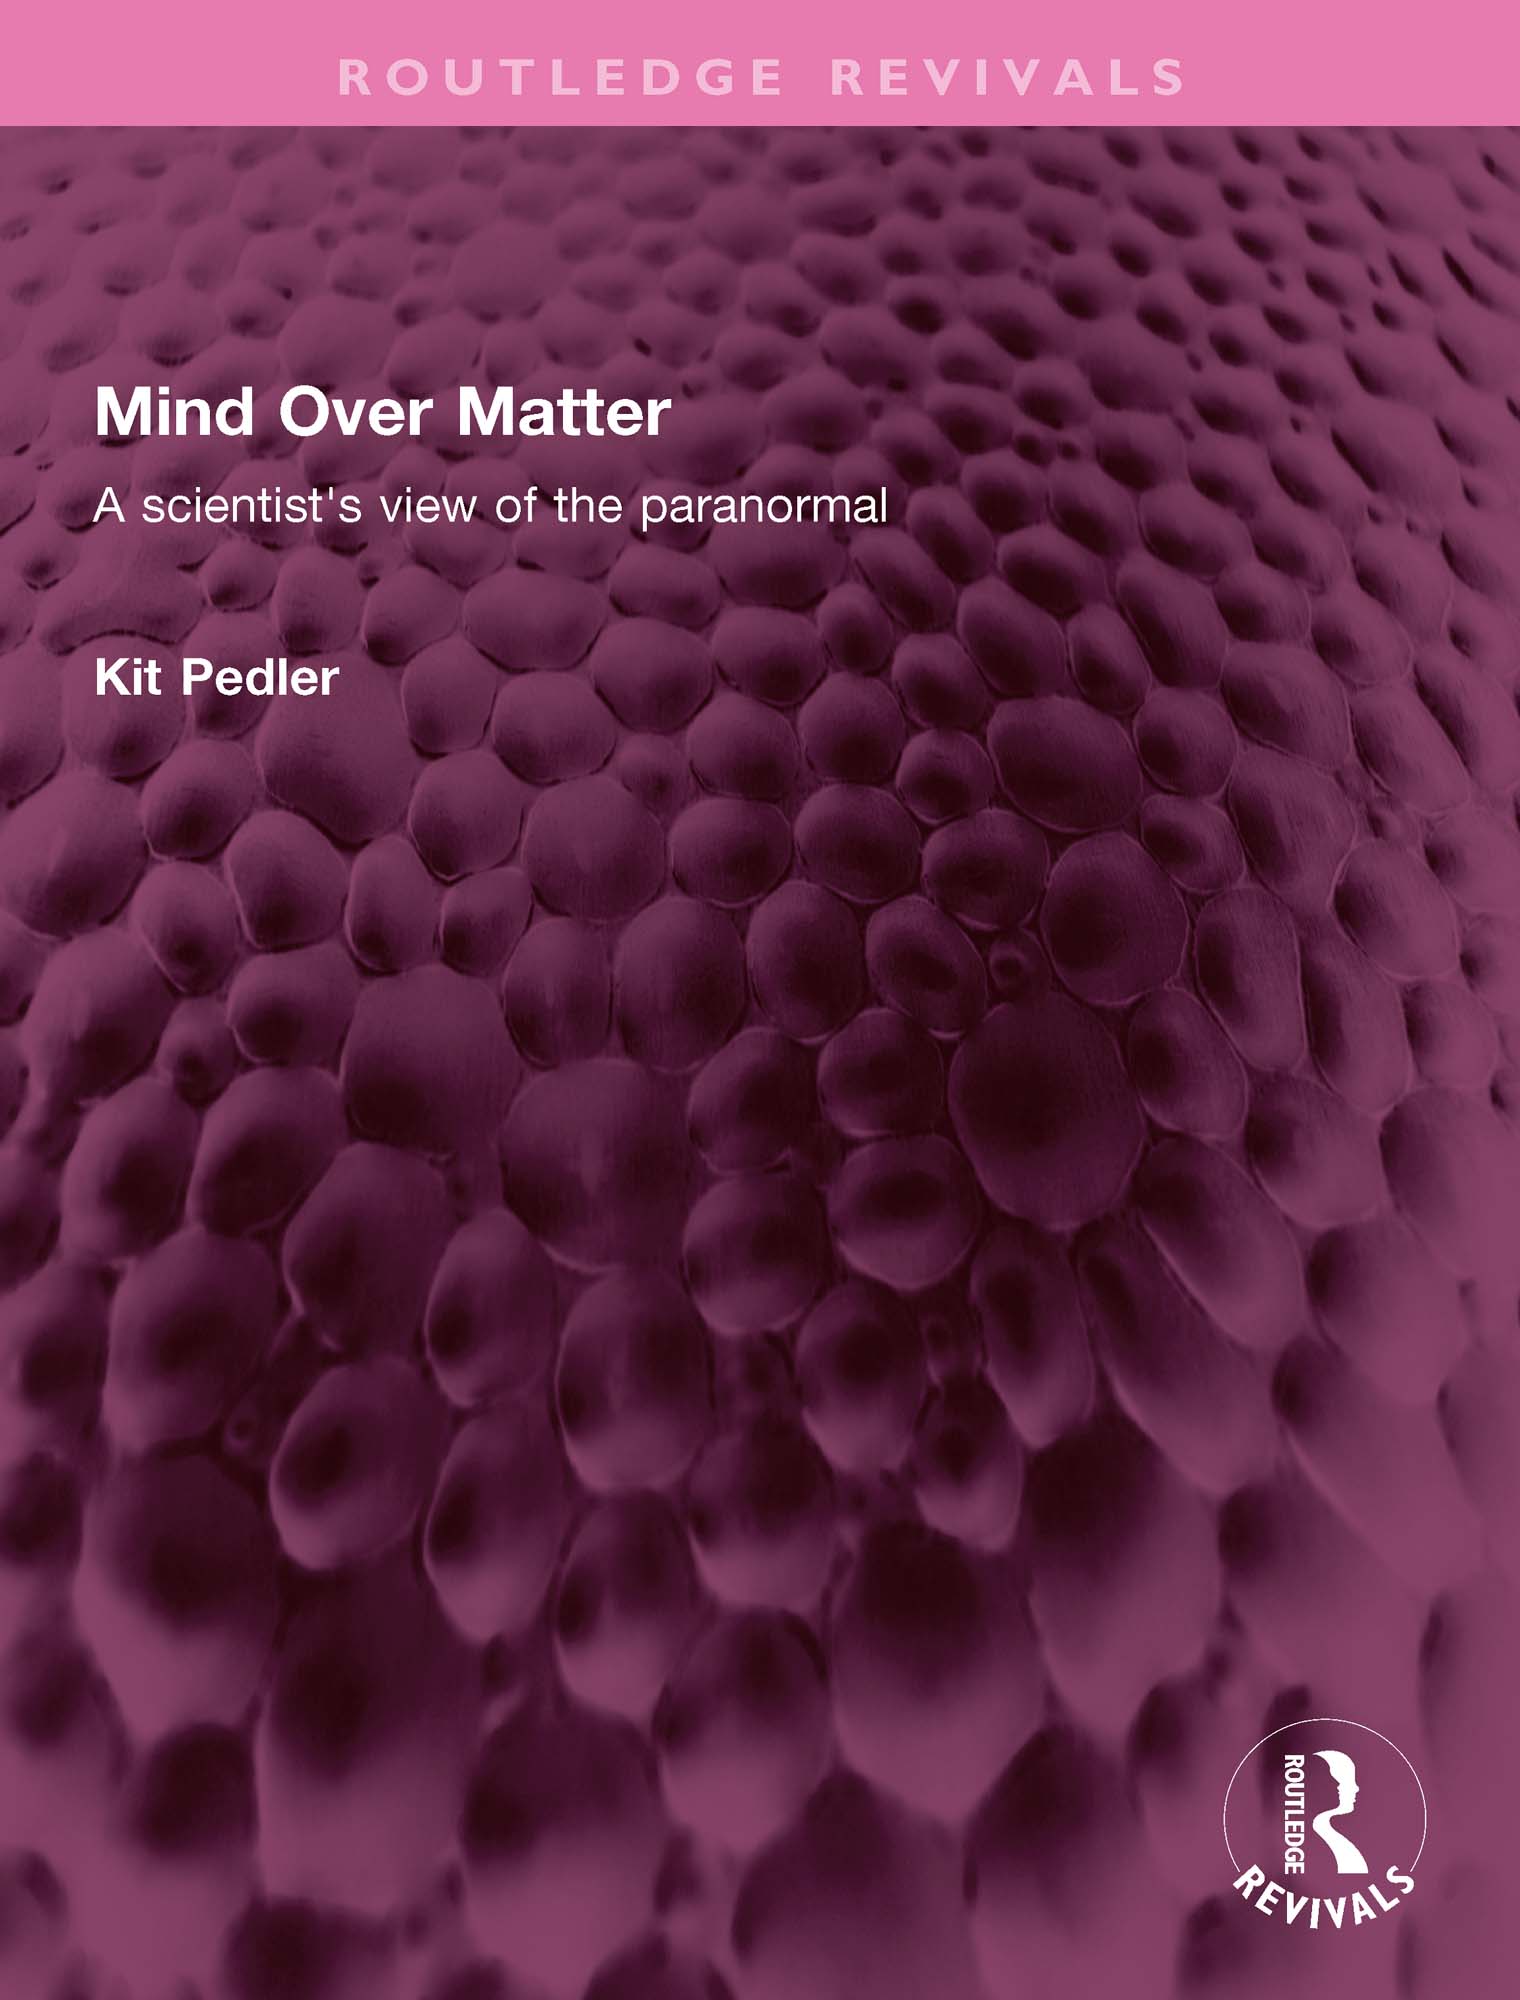 ROUTLEDGE REVIVALS
Mind Over Matter
A scientist's view of the paranormal
Kit Pedler
ROUTLEDGE
REVIVALS